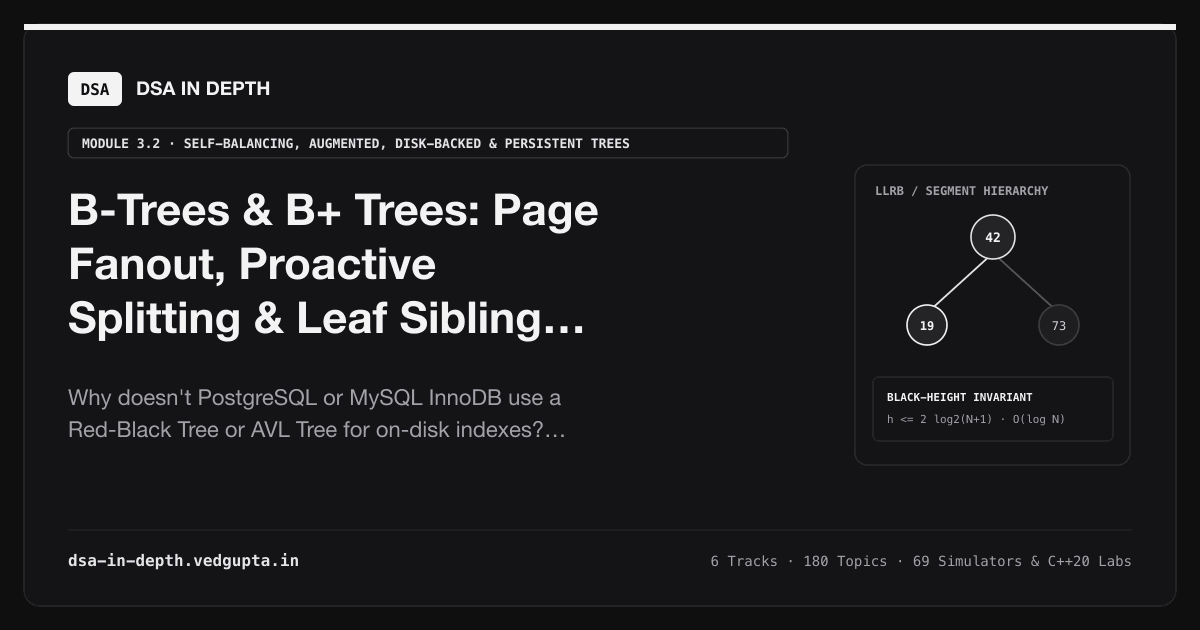 DSA
DSA IN DEPTH
MODULE 3.2 · SELF-BALANCING, AUGMENTED, DISK-BACKED & PERSISTENT TREES
B-Trees & B+ Trees: Page
Fanout, Proactive
Splitting & Leaf Sibling...
Why doesn't PostgreSQL or MySQL InnoDB use a
Red-Black Tree or AVL Tree for on-disk indexes?...
LLRB / SEGMENT HIERARCHY
42
19
73
BLACK-HEIGHT INVARIANT
h <= 2 log2(N+1) · O(log N)
dsa-in-depth.vedgupta.in
6 Tracks · 180 Topics · 69 Simulators & C++20 Labs